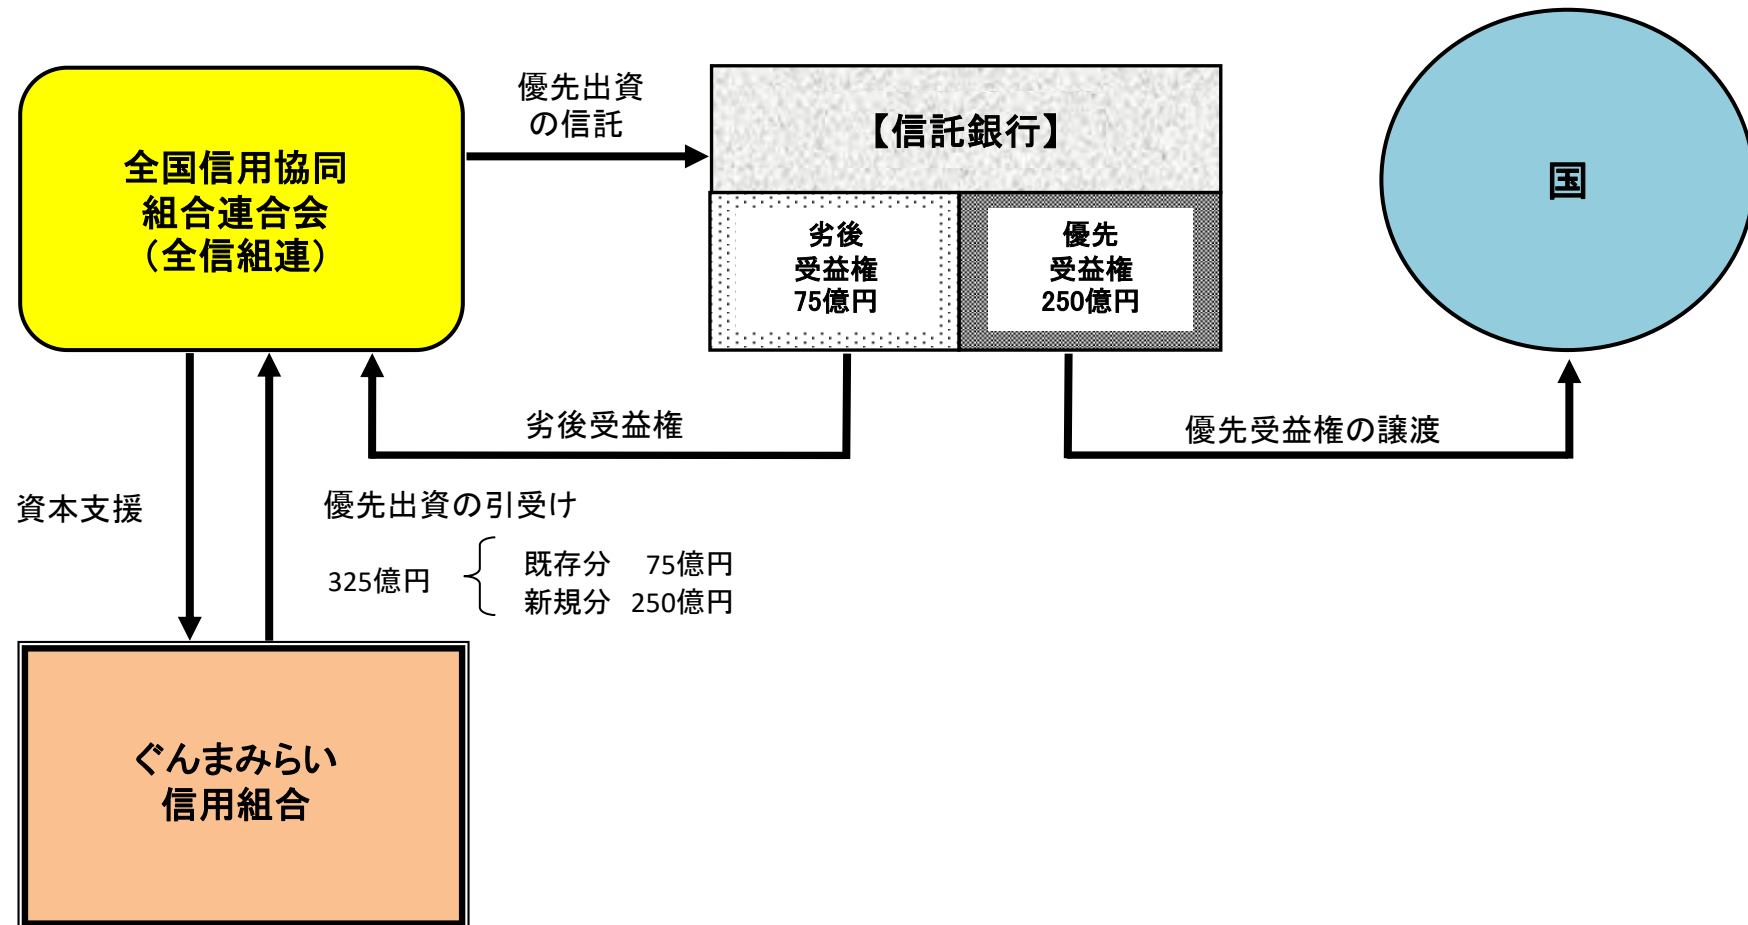 全国信用協同
組合連合会
（全信組連）
優先出資
の信託
【信託銀行】
劣後
受益権
75億円
優先
受益権
250億円
国
劣後受益権
優先受益権の譲渡
資本支援
優先出資の引受け
325億円
既存分　75億円
新規分　250億円
ぐんまみらい
信用組合